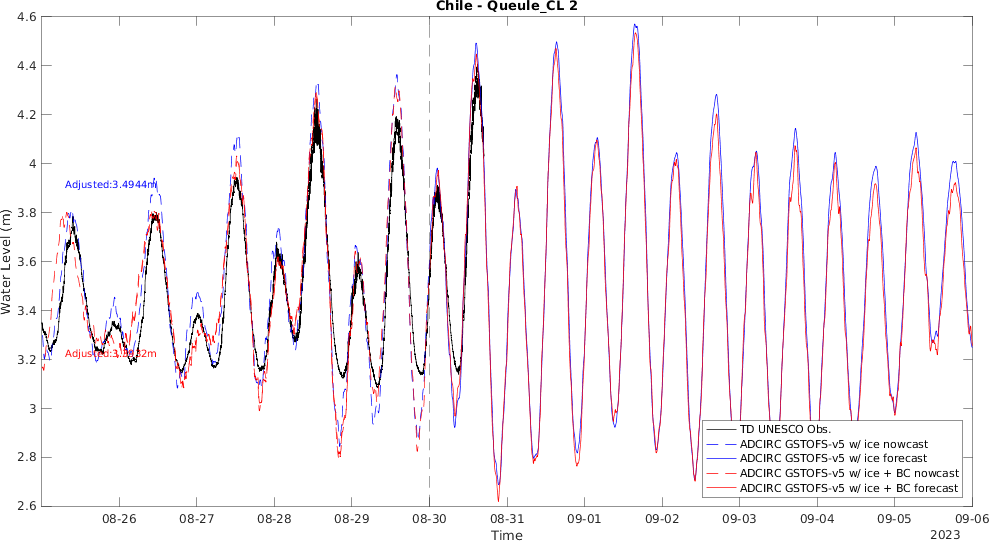 Chile - Queule_CL 2
4.6
4.4
4.2
4
3.8
3.6
3.4
3.2
3
2.8
2.6
Water Level (m)
Adjusted:3.4944m
TD UNESCO Obs.
ADCIRC GSTOFS-v5 w/ ice nowcast
ADCIRC GSTOFS-v5 w/ ice forecast
ADCIRC GSTOFS-v5 w/ ice + BC nowcast
ADCIRC GSTOFS-v5 w/ ice + BC forecast
08-26
08-27
08-28
08-29
08-30
08-31
09-01
09-02
09-03
09-04
09-05
09-06
Time
2023